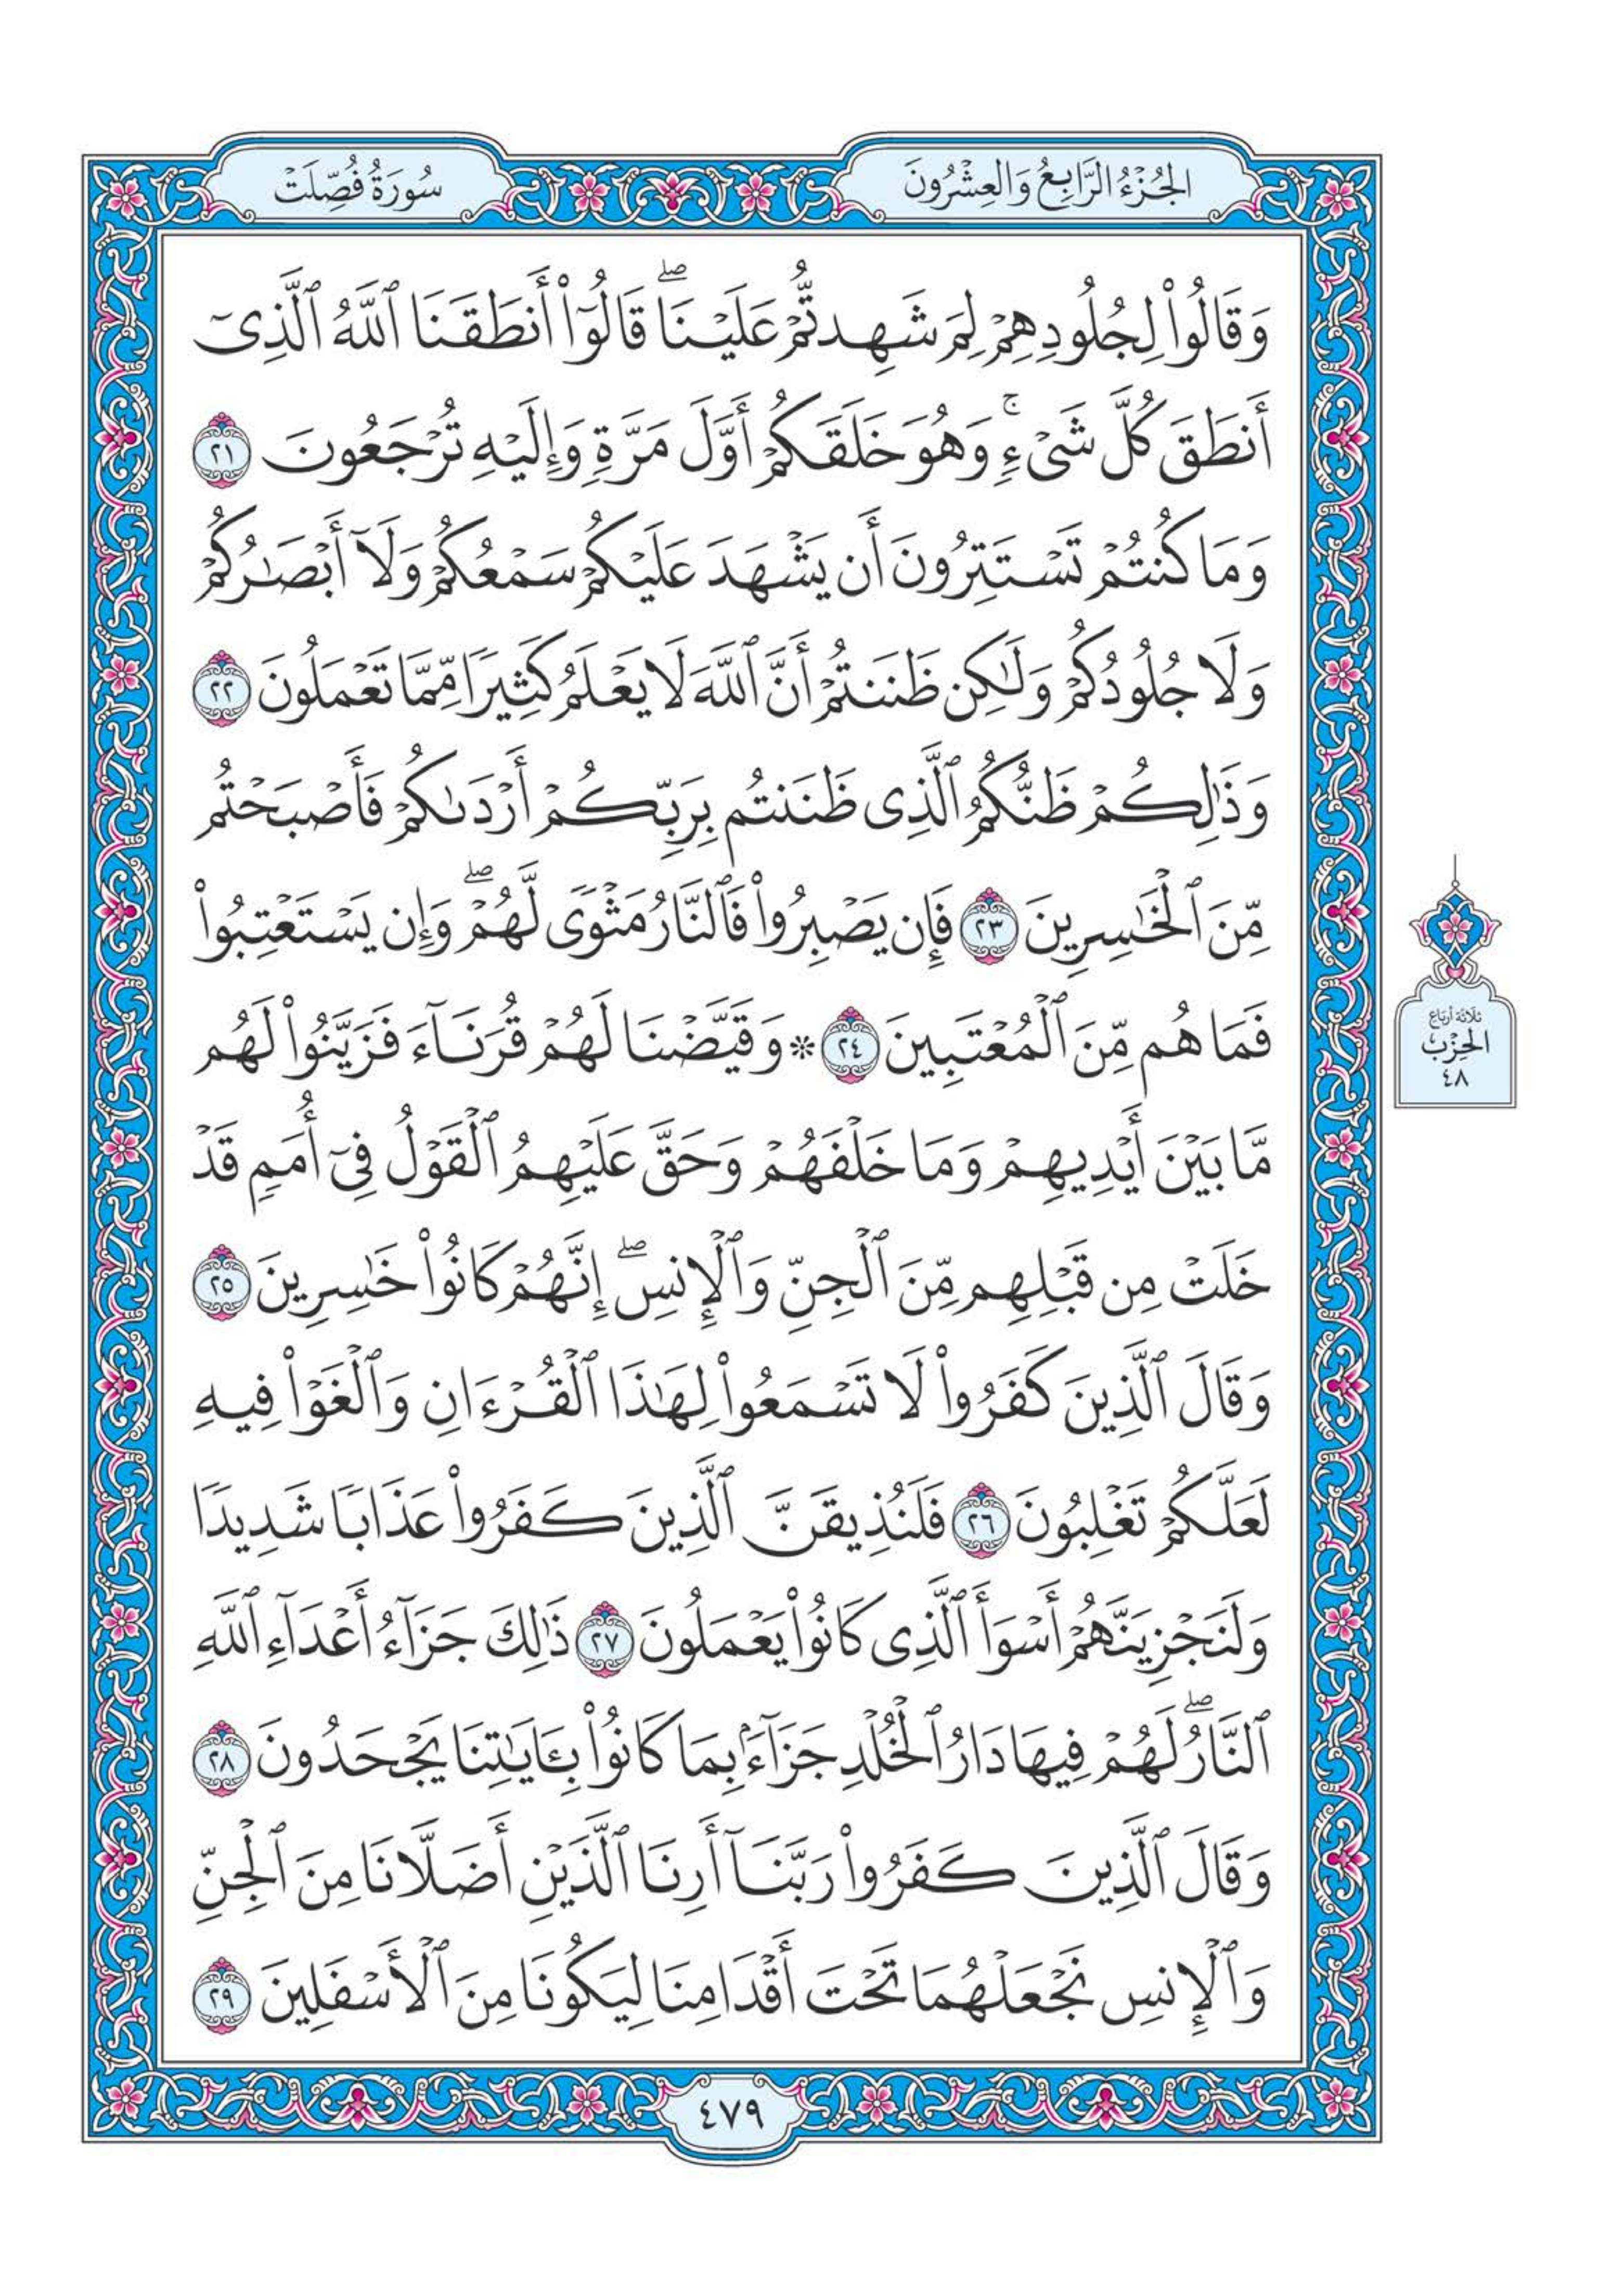 الجُزْءُ الرَّابِعُ وَالعِشْرُونَ
سُورَةُ فُصِّلَتْ
وَقَالُواْ لِجُلُودِهِمْ لِمَ شَهِدتُّمْ عَلَيْنَاۖ قَالُوٓاْ أَنطَقَنَا ٱللَّهُ ٱلَّذِىٓ
أَنطَقَ كُلَّ شَىْءٍۚ وَهُوَ خَلَقَكُمْ أَوَّلَ مَرَّةٍ وَإِلَيْهِ تُرْجَعُونَ ٢١
وَمَا كُنتُمْ تَسْتَتِرُونَ أَن يَشْهَدَ عَلَيْكُمْ سَمْعُكُمْ وَلَآ أَبْصَٰرُكُمْ
وَلَا جُلُودُكُمْ وَلَٰكِن ظَنَنتُمْ أَنَّ ٱللَّهَ لَا يَعْلَمُ كَثِيرًا مِّمَّا تَعْمَلُونَ ٢٢
وَذَٰلِكُمْ ظَنُّكُمُ ٱلَّذِى ظَنَنتُم بِرَبِّكُمْ أَرْدَىٰكُمْ فَأَصْبَحْتُم
مِّنَ ٱلْخَٰسِرِينَ ٢٣ فَإِن يَصْبِرُواْ فَٱلنَّارُ مَثْوًى لَّهُمْۖ وَإِن يَسْتَعْتِبُواْ
فَمَا هُم مِّنَ ٱلْمُعْتَبِينَ ٢٤ * وَقَيَّضْنَا لَهُمْ قُرَنَآءَ فَزَيَّنُواْ لَهُم
مَّا بَيْنَ أَيْدِيهِمْ وَمَا خَلْفَهُمْ وَحَقَّ عَلَيْهِمُ ٱلْقَوْلُ فِىٓ أُمَمٍ قَدْ
خَلَتْ مِن قَبْلِهِم مِّنَ ٱلْجِنِّ وَٱلْإِنسِۖ إِنَّهُمْ كَانُواْ خَٰسِرِينَ ٢٥
وَقَالَ ٱلَّذِينَ كَفَرُواْ لَا تَسْمَعُواْ لِهَٰذَا ٱلْقُرْءَانِ وَٱلْغَوْاْ فِيهِ
لَعَلَّكُمْ تَغْلِبُونَ ٢٦ فَلَنُذِيقَنَّ ٱلَّذِينَ كَفَرُواْ عَذَابًا شَدِيدًا
وَلَنَجْزِيَنَّهُمْ أَسْوَأَ ٱلَّذِى كَانُواْ يَعْمَلُونَ ٢٧ ذَٰلِكَ جَزَآءُ أَعْدَآءِ ٱللَّهِ
ٱلنَّارُۖ لَهُمْ فِيهَا دَارُ ٱلْخُلْدِ جَزَآءَۢ بِمَا كَانُواْ بِـَٔايَٰتِنَا يَجْحَدُونَ ٢٨
وَقَالَ ٱلَّذِينَ كَفَرُواْ رَبَّنَآ أَرِنَا ٱلَّذَيْنِ أَضَلَّانَا مِنَ ٱلْجِنِّ
وَٱلْإِنسِ نَجْعَلْهُمَا تَحْتَ أَقْدَامِنَا لِيَكُونَا مِنَ ٱلْأَسْفَلِينَ ٢٩
ثلاثة أرباع
الحِزْبِ
٤٨
٤٧٩